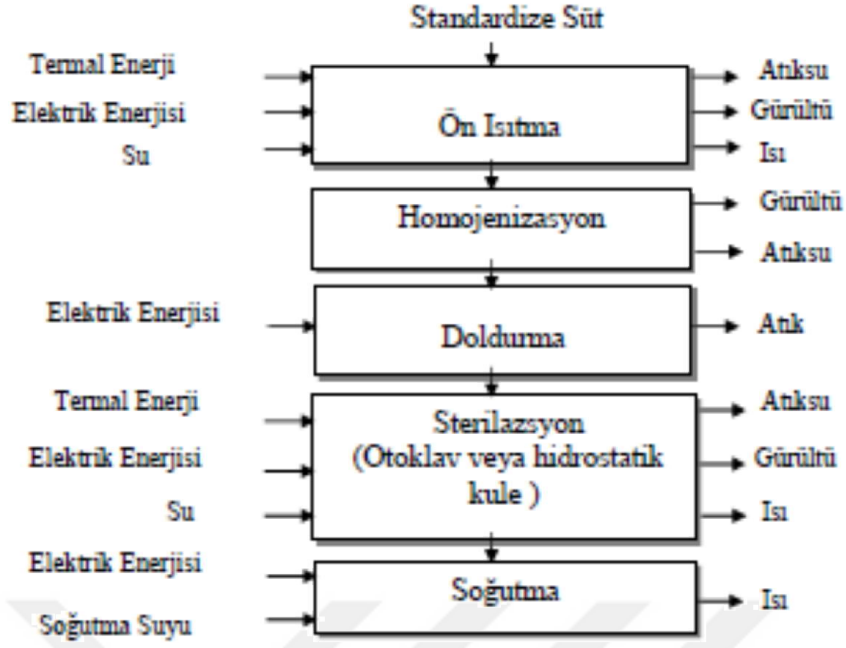 Standardize Süt
Termal Enerji
Elektrik Enerjisi
Su
Ön Isıtma
Atıksu
Gürültü
Isı
Homojenizasyon
Gürültü
Atıksu
Elektrik Enerjisi
Doldurma
Atık
Termal Enerji
Elektrik Enerjisi
Su
Sterilazsyon
(Otoklav veya hidrostatik
kule )
Atıksu
Gürültü
Isı
Elektrik Enerjisi
Soğutma Suyu
Soğutma
Isı